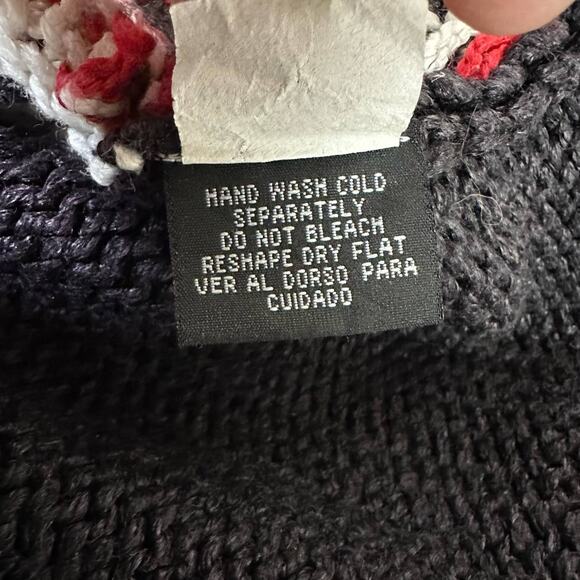 HAND WASH COLD
SEPARATELY
DO NOT BLEACH
RESHAPE DRY FLAT
VER AL DORSO PARA
CUIDADO